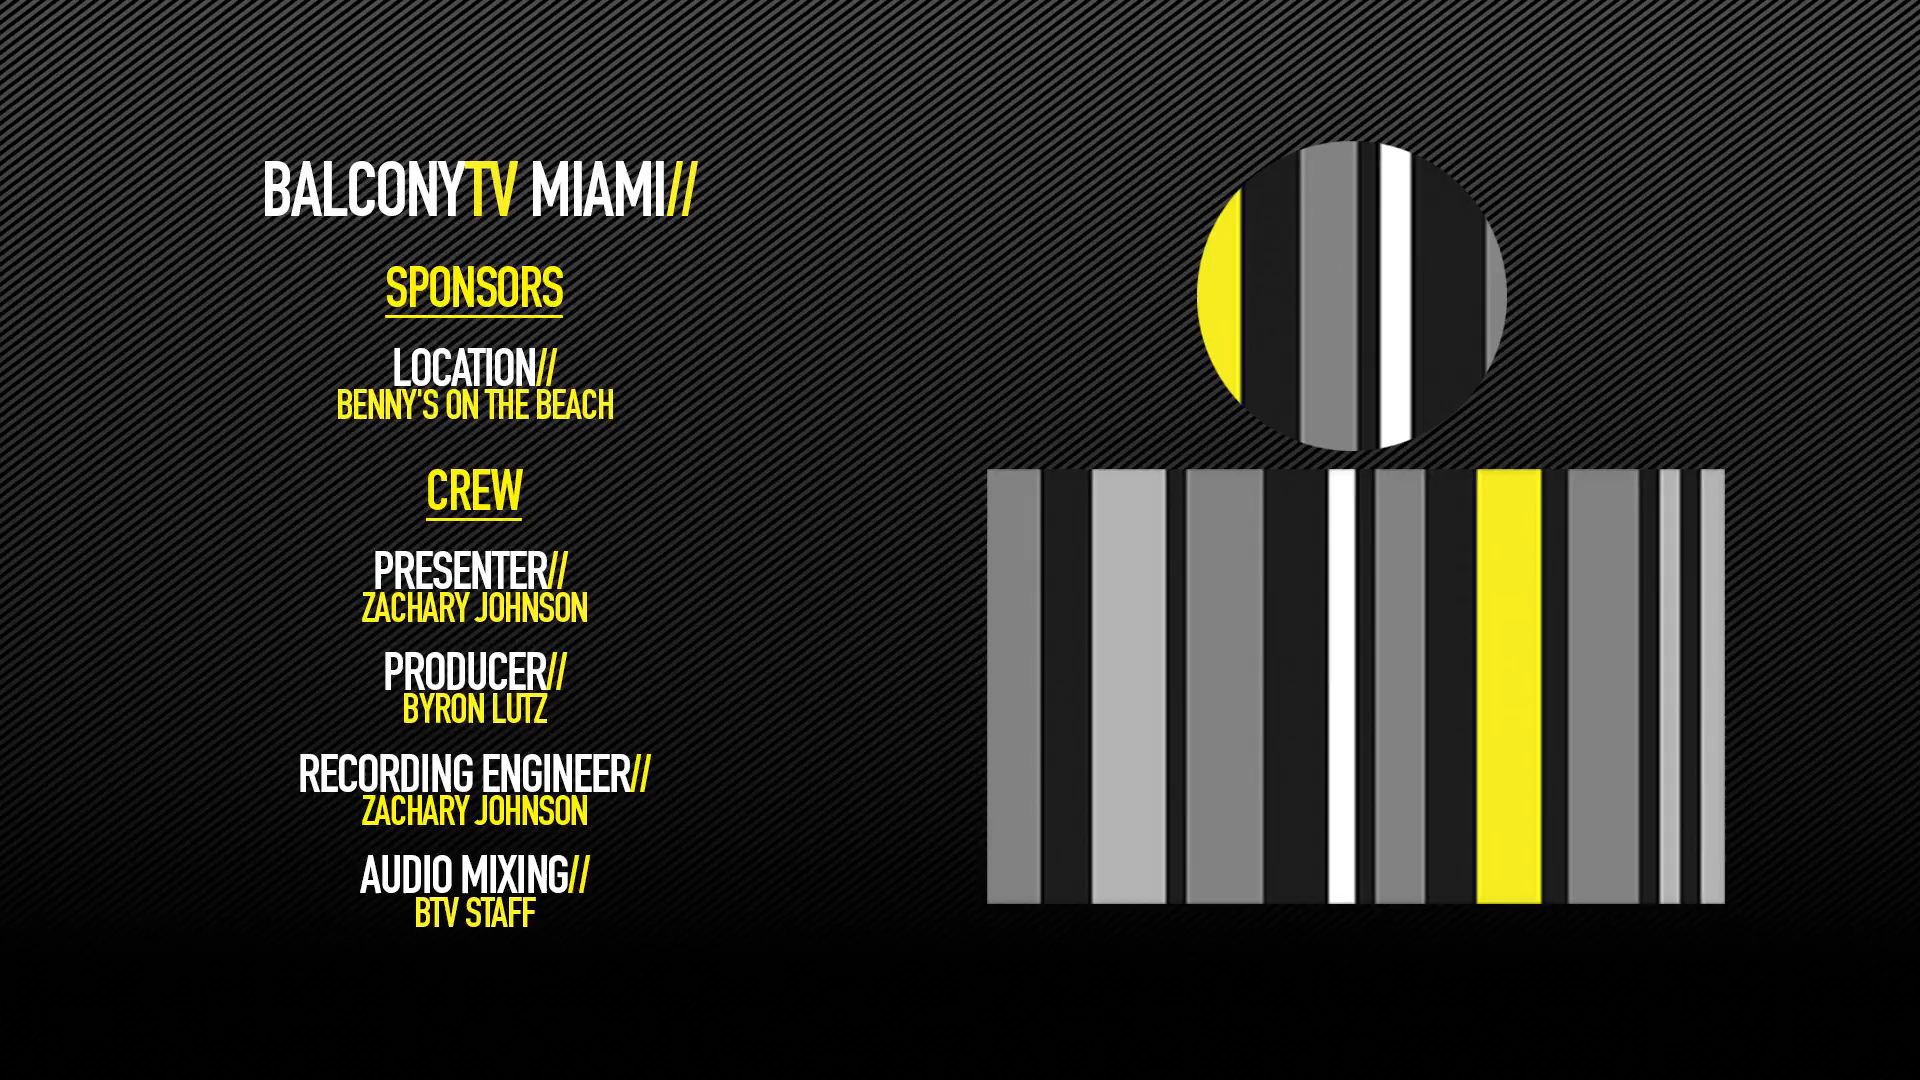 BALCONYTV MIAMI//
SPONSORS
LOCATION//
BENNY'S ON THE BEACH
CREW
PRESENTER//
ZACHARY JOHNSON
PRODUCER//
BYRON LUTZ
RECORDING ENGINEER//
ZACHARY JOHNSON
AUDIO MIXING//
BTV STAFF